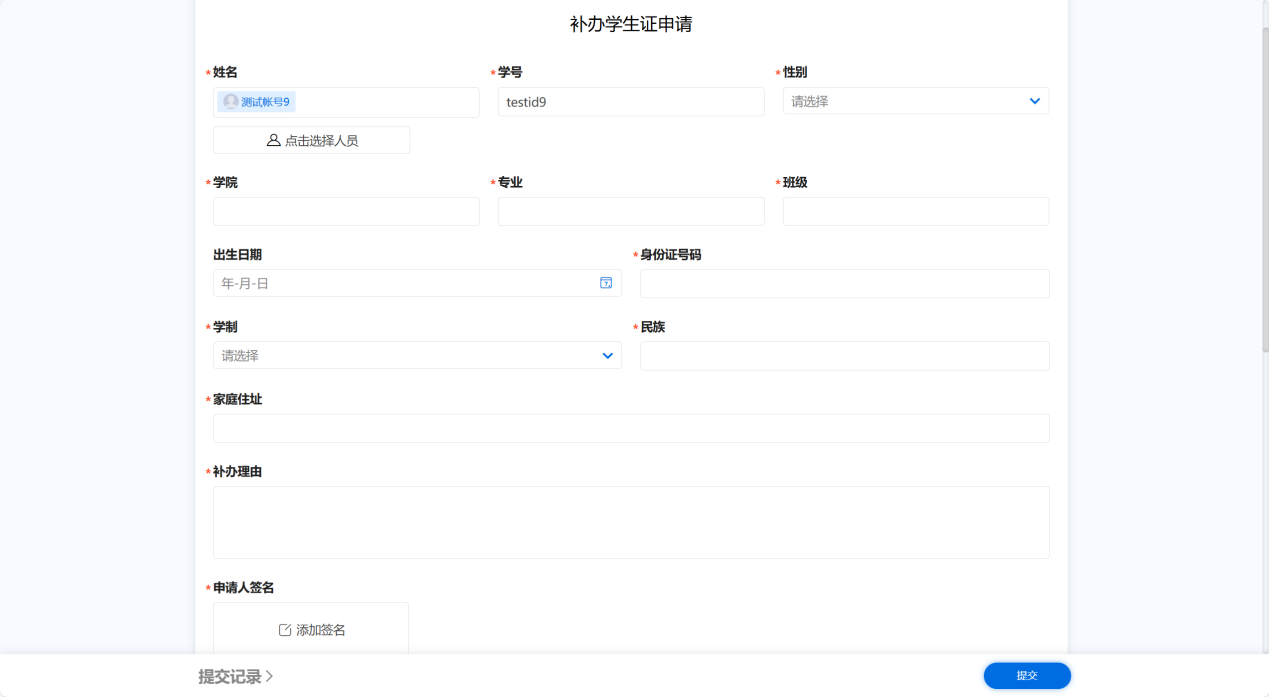 补办学生证申请
*姓名 *学号 *性别
测试帐号9 testid9 请选择
点击选择人员
*学院 *专业 *班级
出生日期 *身份证号码
年-月-日
*学制 *民族
请选择
*家庭住址
*补办理由
*申请人签名
添加签名
提交记录 提交